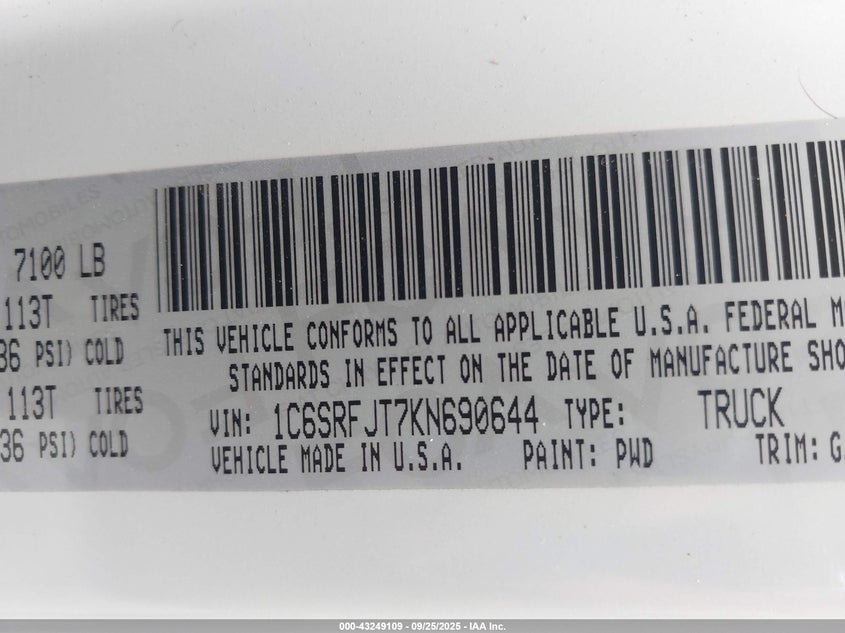 7100 LB
113T TIRES
36 PSI) COLD
113T TIRES
36 PSI) COLD
THIS VEHICLE CONFORMS TO ALL APPLICABLE U.S.A. FEDERAL M
STANDARDS IN EFFECT ON THE DATE OF MANUFACTURE SHO
VIN: 1C6SRFJT7KN690644 TYPE: TRUCK
VEHICLE MADE IN U.S.A. PAINT: PWD TRIM: G
000-43249109 - 09/25/2025 - IAA Inc.